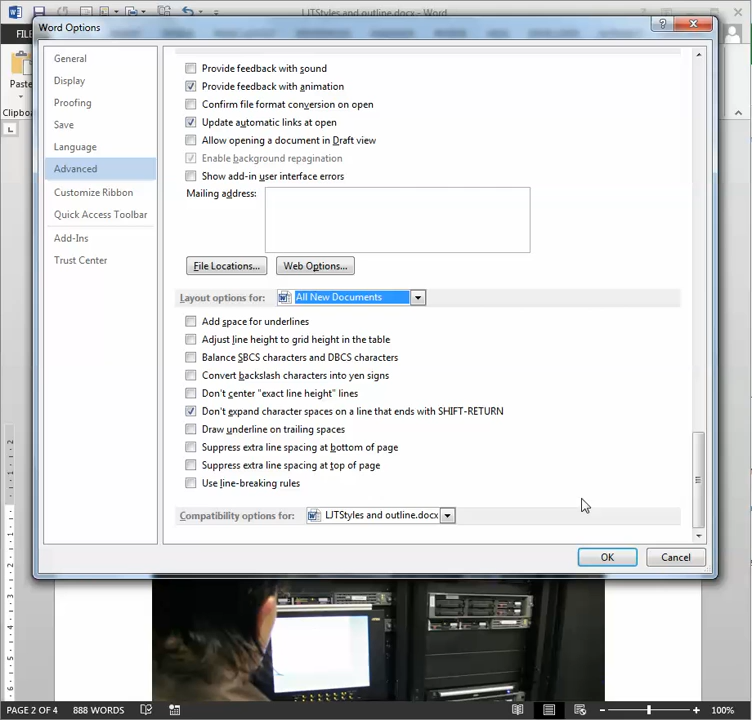 LJTStyles and outline.docx - Word
Word Options
FILE
Paste
Clipboard
General
Display
Proofing
Save
Language
Advanced
Customize Ribbon
Quick Access Toolbar
Add-Ins
Trust Center
Provide feedback with sound
Provide feedback with animation
Confirm file format conversion on open
Update automatic links at open
Allow opening a document in Draft view
Enable background repagination
Show add-in user interface errors
Mailing address:
File Locations...
Web Options...
Layout options for: All New Documents
Add space for underlines
Adjust line height to grid height in the table
Balance SBCS characters and DBCS characters
Convert backslash characters into yen signs
Don't center "exact line height" lines
Don't expand character spaces on a line that ends with SHIFT-RETURN
Draw underline on trailing spaces
Suppress extra line spacing at bottom of page
Suppress extra line spacing at top of page
Use line-breaking rules
Compatibility options for: LJTStyles and outline.docx
OK
Cancel
PAGE 2 OF 4
888 WORDS
100%